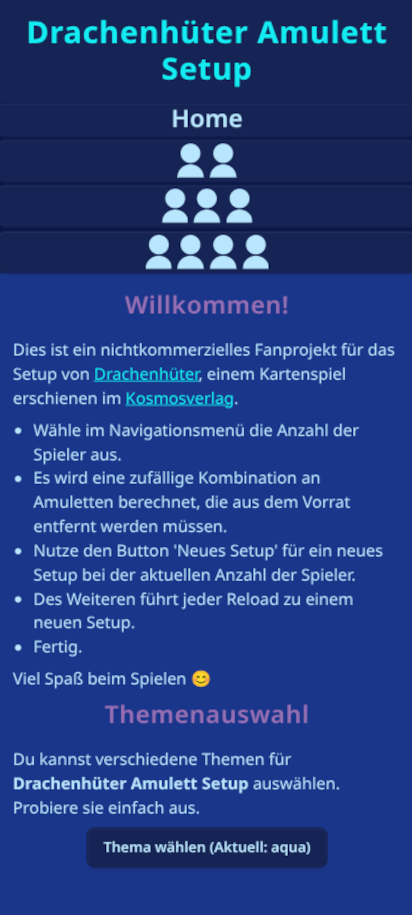 Drachenhüter Amulett
Setup
Home
Willkommen!
Dies ist ein nichtkommerzielles Fanprojekt für das
Setup von Drachenhüter, einem Kartenspiel
erschienen im Kosmosverlag.
• Wähle im Navigationsmenü die Anzahl der
Spieler aus.
• Es wird eine zufällige Kombination an
Amuletten berechnet, die aus dem Vorrat
entfernt werden müssen.
• Nutze den Button 'Neues Setup' für ein neues
Setup bei der aktuellen Anzahl der Spieler.
• Des Weiteren führt jeder Reload zu einem
neuen Setup.
• Fertig.
Viel Spaß beim Spielen 😊
Themenauswahl
Du kannst verschiedene Themen für
Drachenhüter Amulett Setup auswählen.
Probiere sie einfach aus.
Thema wählen (Aktuell: aqua)